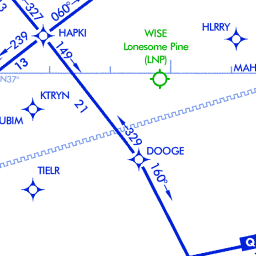 327
060°
HAPKI
WISE
Lonesome Pine
(LNP)
HLRRY
239
13
149
N37°
MAH
KTRYN
UBIM
21
329
DOOGE
160°
TIELR
Q